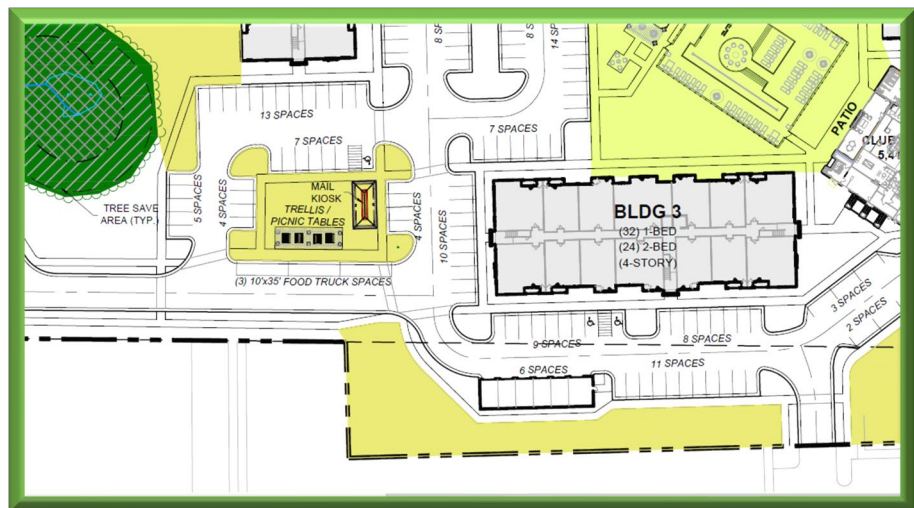 8 SP
8 S
14 S
13 SPACES
7 SPACES
7 SPACES
5 SPACES
4 SPACES
MAIL
KIOSK
TRELLIS /
PICNIC TABLES
4 SPACES
10 SPACES
TREE SAVE
AREA (TYP.)
(3) 10'x35' FOOD TRUCK SPACES
PATIO
CLUB
5,41
BLDG 3
(32) 1-BED
(24) 2-BED
(4-STORY)
3 SPACES
2 SPACES
9 SPACES
8 SPACES
6 SPACES
11 SPACES